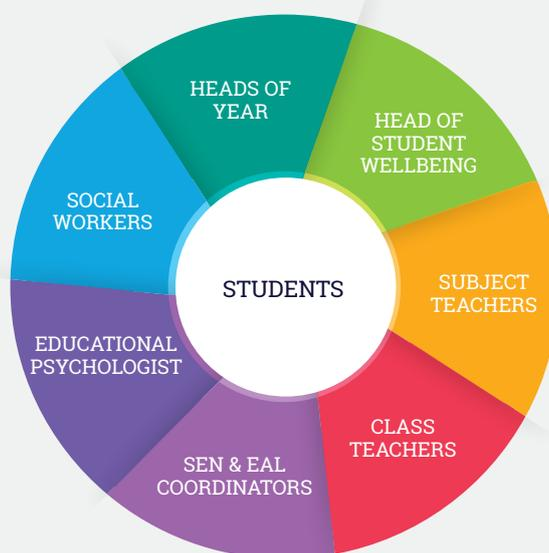 HEADS OF
YEAR
HEAD OF
STUDENT
WELLBEING
SOCIAL
WORKERS
STUDENTS
SUBJECT
TEACHERS
EDUCATIONAL
PSYCHOLOGIST
CLASS
TEACHERS
SEN & EAL
COORDINATORS